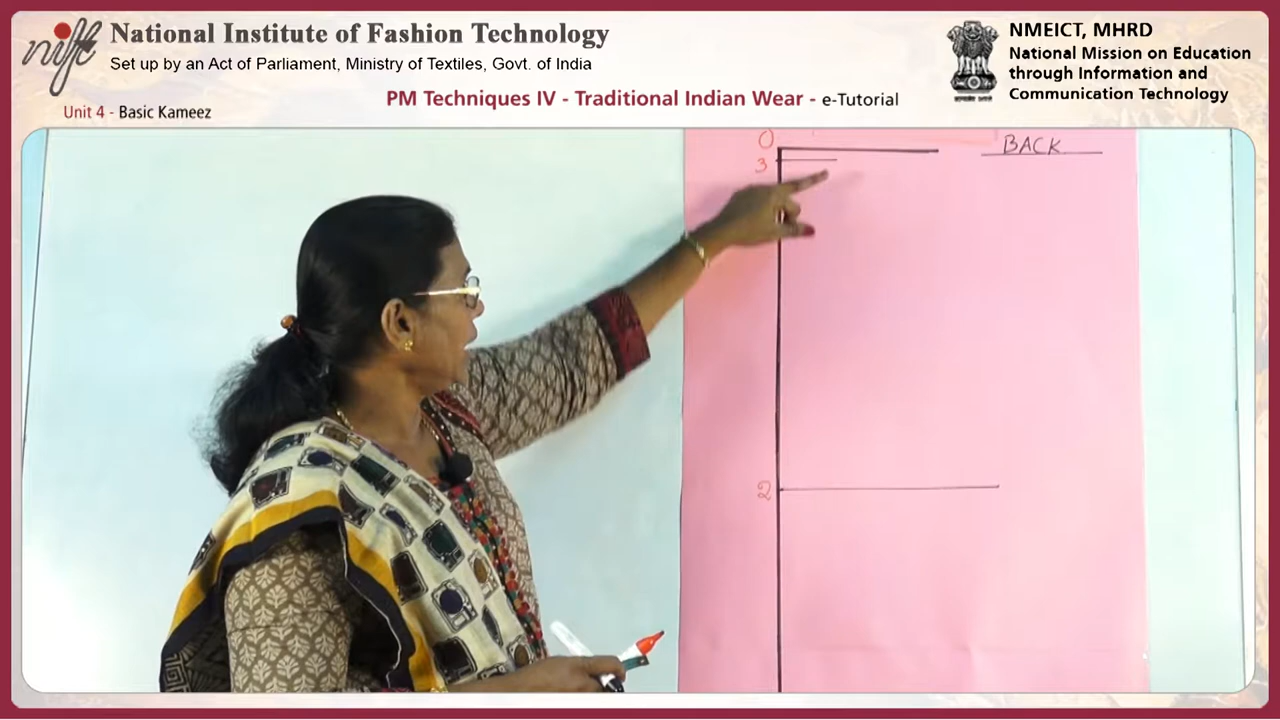 nift
National Institute of Fashion Technology
Set up by an Act of Parliament, Ministry of Textiles, Govt. of India
NMEICT, MHRD
National Mission on Education
through Information and
Communication Technology
PM Techniques IV - Traditional Indian Wear - e-Tutorial
Unit 4 - Basic Kameez
0
BACK
3
2